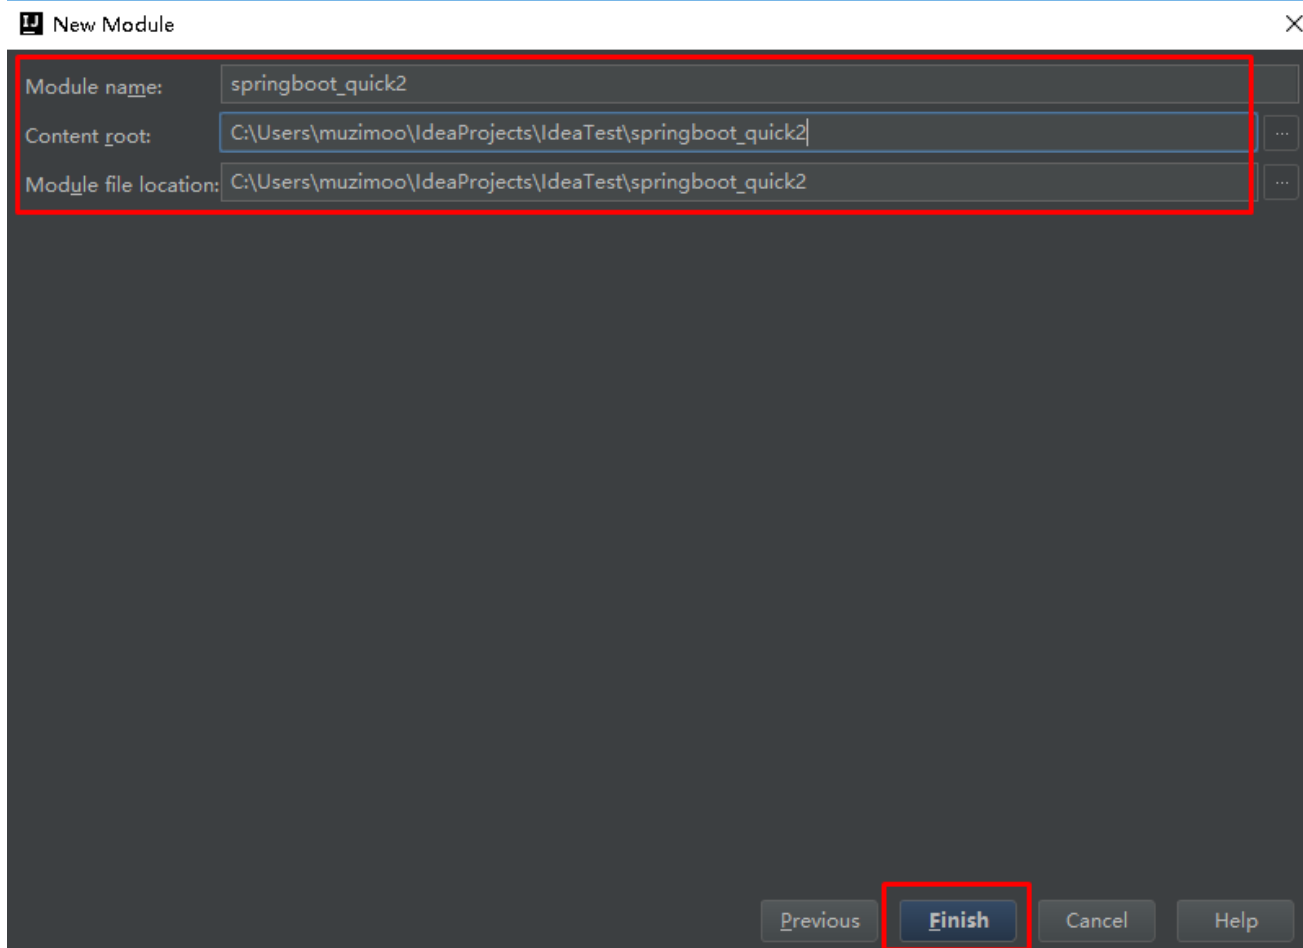 IJ New Module
Module name: springboot_quick2
Content root: C:\Users\muzimoo\IdeaProjects\IdeaTest\springboot_quick2
...
Module file location: C:\Users\muzimoo\IdeaProjects\IdeaTest\springboot_quick2
...
Previous Finish Cancel Help